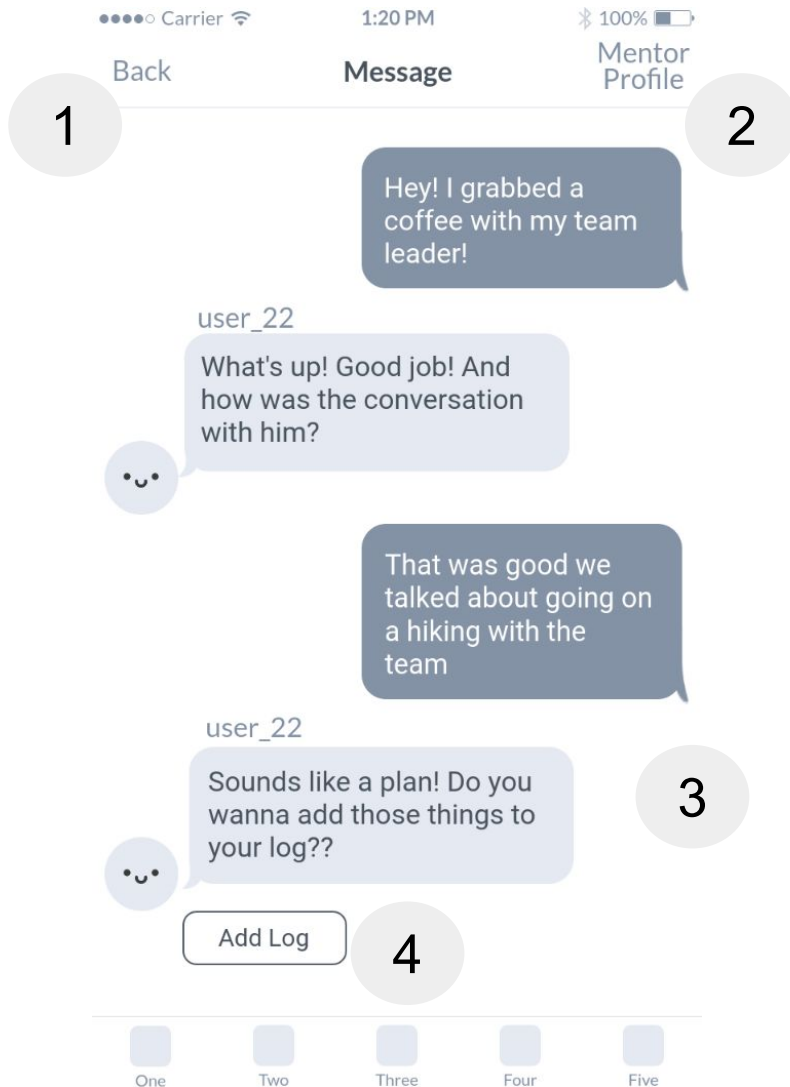 Carrier 1:20 PM 100%
Back Message Mentor
Profile
1 2
Hey! I grabbed a
coffee with my team
leader!
user_22
What's up! Good job! And
how was the conversation
with him?
That was good we
talked about going on
a hiking with the
team
user_22
Sounds like a plan! Do you
wanna add those things to
your log??
3
Add Log
4
One Two Three Four Five